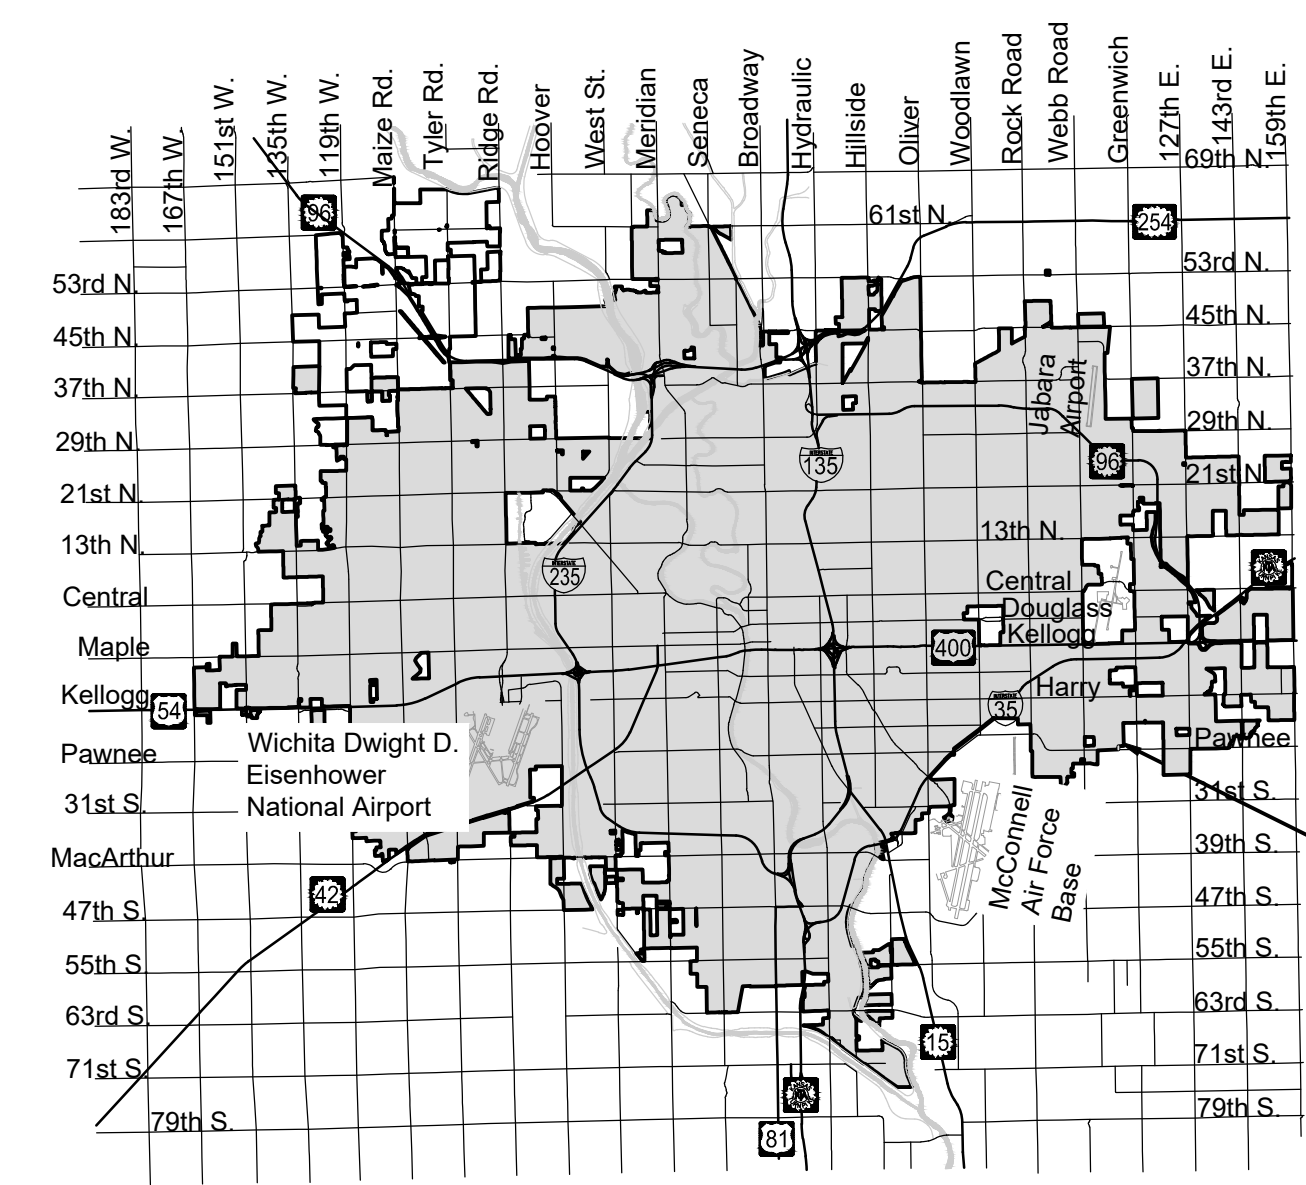 183rd W.
167th W.
151st W.
135th W.
119th W.
Maize Rd.
Tyler Rd.
Ridge Rd.
Hoover
West St.
Meridian
Seneca
Broadway
Hydraulic
Hillside
Oliver
Woodlawn
Rock Road
Webb Road
Greenwich
127th E.
143rd E.
159th E.
69th N.
96
61st N.
254
53rd N.
53rd N.
45th N.
45th N.
37th N.
37th N.
Jabara
Airport
29th N.
29th N.
135
96
21st N.
21st N.
13th N.
13th N.
235
Central
Central
Douglass
Kellogg
Maple
400
Kellogg
54
Harry
35
Pawnee
Pawnee
Wichita Dwight D.
Eisenhower
National Airport
31st S.
31st S.
McConnell
Air Force
Base
MacArthur
39th S.
42
47th S.
47th S.
55th S.
55th S.
63rd S.
63rd S.
15
71st S.
71st S.
79th S.
79th S.
81